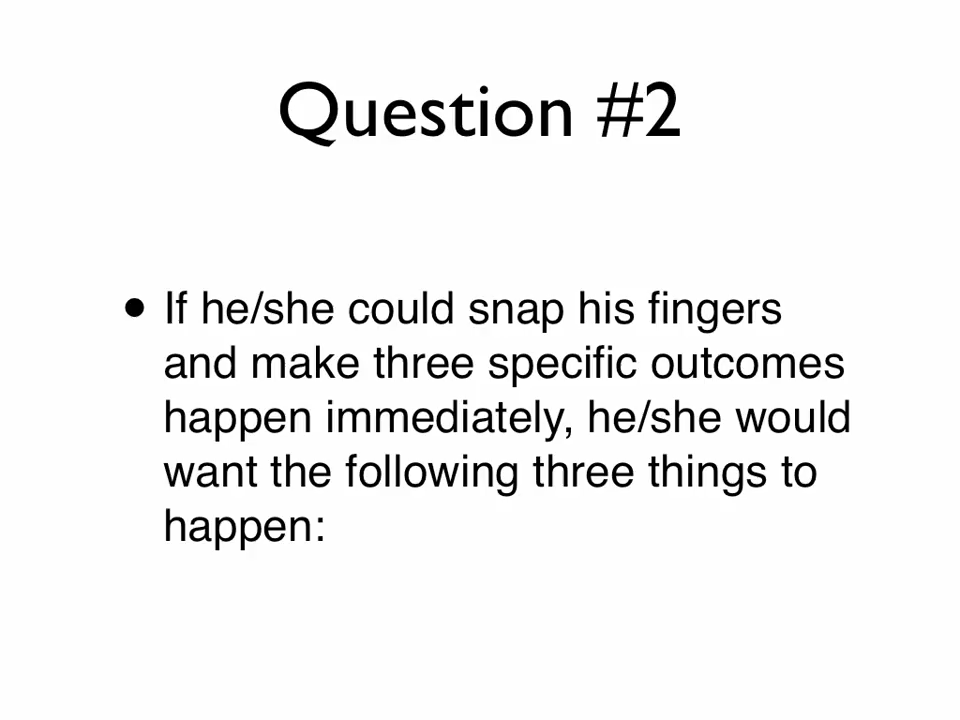 Question #2
• If he/she could snap his fingers
and make three specific outcomes
happen immediately, he/she would
want the following three things to
happen: